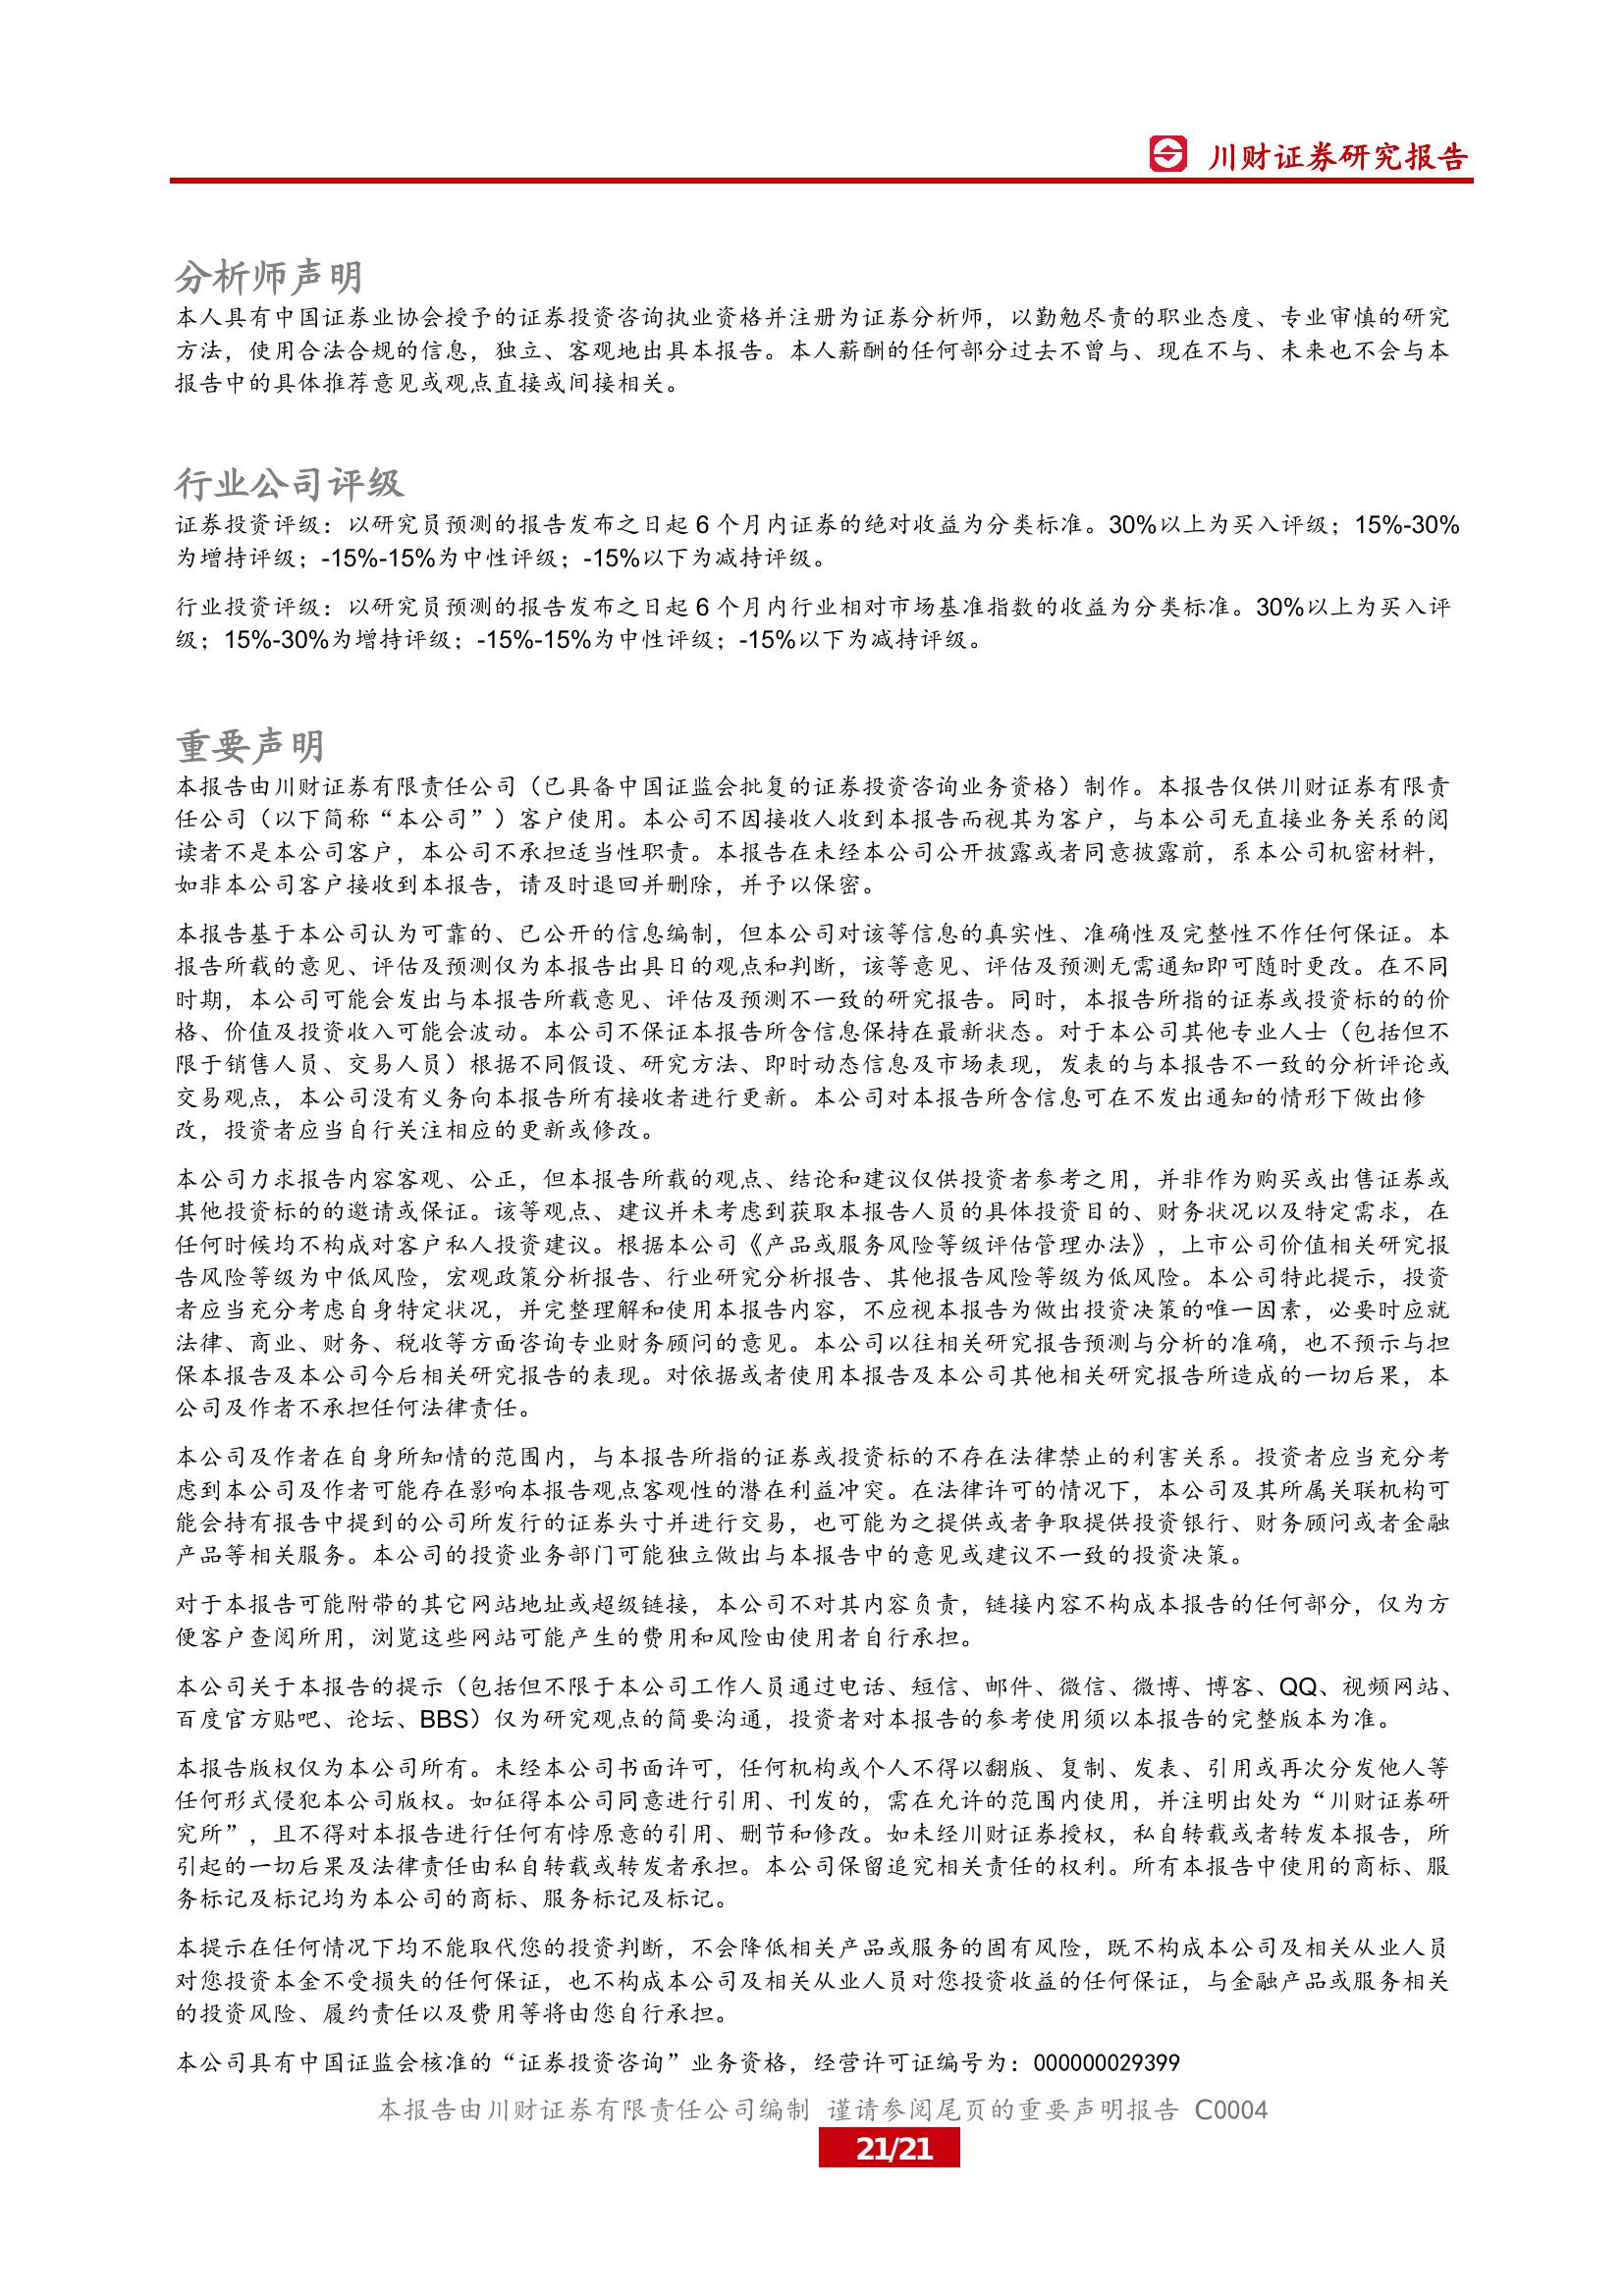 川财证券研究报告
分析师声明
本人具有中国证券业协会授予的证券投资咨询执业资格并注册为证券分析师，以勤勉尽责的职业态度、专业审慎的研究
方法，使用合法合规的信息，独立、客观地出具本报告。本人薪酬的任何部分过去不曾与、现在不与、未来也不会与本
报告中的具体推荐意见或观点直接或间接相关。
行业公司评级
证券投资评级：以研究员预测的报告发布之日起 6 个月内证券的绝对收益为分类标准。30%以上为买入评级；15%-30%
为增持评级；-15%-15%为中性评级；-15%以下为减持评级。
行业投资评级：以研究员预测的报告发布之日起 6 个月内行业相对市场基准指数的收益为分类标准。30%以上为买入评
级；15%-30%为增持评级；-15%-15%为中性评级；-15%以下为减持评级。
重要声明
本报告由川财证券有限责任公司（已具备中国证监会批复的证券投资咨询业务资格）制作。本报告仅供川财证券有限责
任公司（以下简称“本公司”）客户使用。本公司不因接收人收到本报告而视其为客户，与本公司无直接业务关系的阅
读者不是本公司客户，本公司不承担适当性职责。本报告在未经本公司公开披露或者同意披露前，系本公司机密材料，
如非本公司客户接收到本报告，请及时退回并删除，并予以保密。
本报告基于本公司认为可靠的、已公开的信息编制，但本公司对该等信息的真实性、准确性及完整性不作任何保证。本
报告所载的意见、评估及预测仅为本报告出具日的观点和判断，该等意见、评估及预测无需通知即可随时更改。在不同
时期，本公司可能会发出与本报告所载意见、评估及预测不一致的研究报告。同时，本报告所指的证券或投资标的的价
格、价值及投资收入可能会波动。本公司不保证本报告所含信息保持在最新状态。对于本公司其他专业人士（包括但不
限于销售人员、交易人员）根据不同假设、研究方法、即时动态信息及市场表现，发表的与本报告不一致的分析评论或
交易观点，本公司没有义务向本报告所有接收者进行更新。本公司对本报告所含信息可在不发出通知的情形下做出修
改，投资者应当自行关注相应的更新或修改。
本公司力求报告内容客观、公正，但本报告所载的观点、结论和建议仅供投资者参考之用，并非作为购买或出售证券或
其他投资标的的邀请或保证。该等观点、建议并未考虑到获取本报告人员的具体投资目的、财务状况以及特定需求，在
任何时候均不构成对客户私人投资建议。根据本公司《产品或服务风险等级评估管理办法》，上市公司价值相关研究报
告风险等级为中低风险，宏观政策分析报告、行业研究分析报告、其他报告风险等级为低风险。本公司特此提示，投资
者应当充分考虑自身特定状况，并完整理解和使用本报告内容，不应视本报告为做出投资决策的唯一因素，必要时应就
法律、商业、财务、税收等方面咨询专业财务顾问的意见。本公司以往相关研究报告预测与分析的准确，也不预示与担
保本报告及本公司今后相关研究报告的表现。对依据或者使用本报告及本公司其他相关研究报告所造成的一切后果，本
公司及作者不承担任何法律责任。
本公司及作者在自身所知情的范围内，与本报告所指的证券或投资标的不存在法律禁止的利害关系。投资者应当充分考
虑到本公司及作者可能存在影响本报告观点客观性的潜在利益冲突。在法律许可的情况下，本公司及其所属关联机构可
能会持有报告中提到的公司所发行的证券头寸并进行交易，也可能为之提供或者争取提供投资银行、财务顾问或者金融
产品等相关服务。本公司的投资业务部门可能独立做出与本报告中的意见或建议不一致的投资决策。
对于本报告可能附带的其它网站地址或超级链接，本公司不对其内容负责，链接内容不构成本报告的任何部分，仅为方
便客户查阅所用，浏览这些网站可能产生的费用和风险由使用者自行承担。
本公司关于本报告的提示（包括但不限于本公司工作人员通过电话、短信、邮件、微信、微博、博客、QQ、视频网站、
百度官方贴吧、论坛、BBS）仅为研究观点的简要沟通，投资者对本报告的参考使用须以本报告的完整版本为准。
本报告版权仅为本公司所有。未经本公司书面许可，任何机构或个人不得以翻版、复制、发表、引用或再次分发他人等
任何形式侵犯本公司版权。如征得本公司同意进行引用、刊发的，需在允许的范围内使用，并注明出处为“川财证券研
究所”，且不得对本报告进行任何有悖原意的引用、删节和修改。如未经川财证券授权，私自转载或者转发本报告，所
引起的一切后果及法律责任由私自转载或转发者承担。本公司保留追究相关责任的权利。所有本报告中使用的商标、服
务标记及标记均为本公司的商标、服务标记及标记。
本提示在任何情况下均不能取代您的投资判断，不会降低相关产品或服务的固有风险，既不构成本公司及相关从业人员
对您投资本金不受损失的任何保证，也不构成本公司及相关从业人员对您投资收益的任何保证，与金融产品或服务相关
的投资风险、履约责任以及费用等将由您自行承担。
本公司具有中国证监会核准的“证券投资咨询”业务资格，经营许可证编号为：000000029399
本报告由川财证券有限责任公司编制 谨请参阅尾页的重要声明报告 C0004
21/21